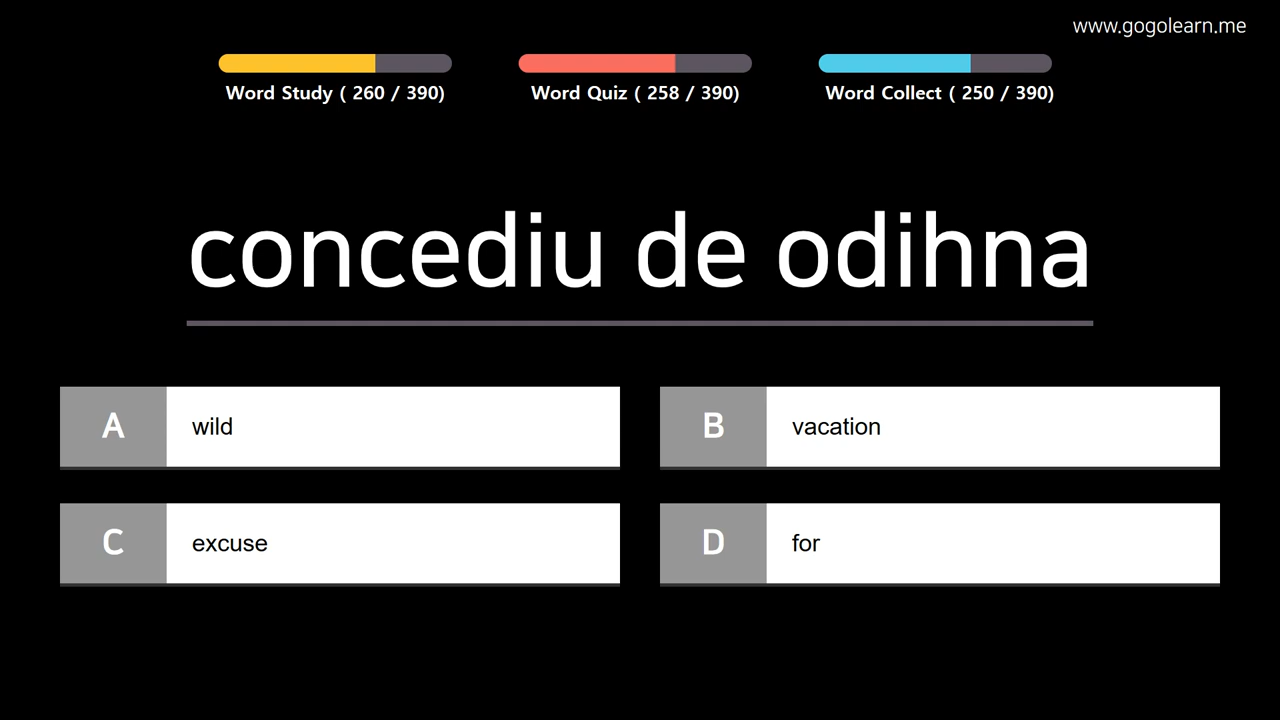 www.gogolearn.me
Word Study ( 260 / 390)
Word Quiz ( 258 / 390)
Word Collect ( 250 / 390)
concediu de odihna
A wild
B vacation
C excuse
D for